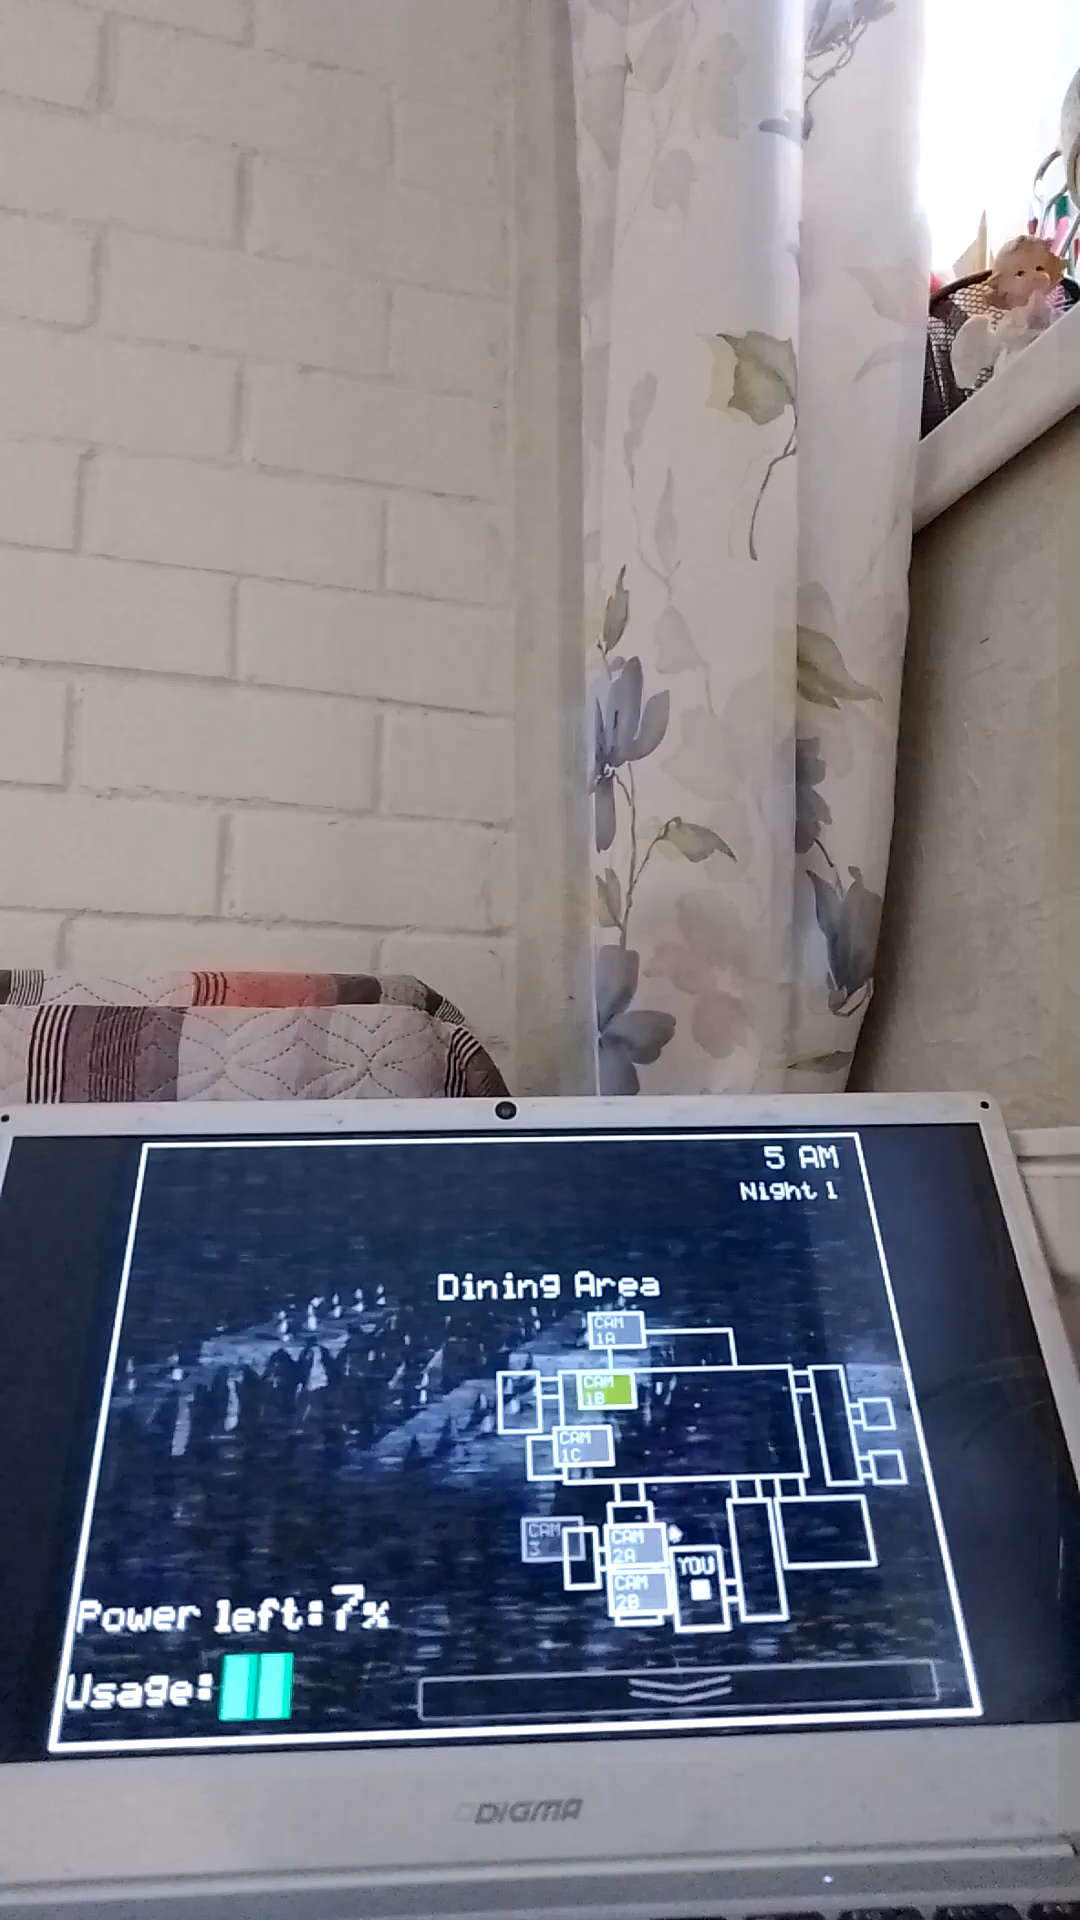 5 AM
Night 1
Dining Area
CAM
1A
CAM
1B
CAM
1C
CAM
3
CAM
2A
YOU
CAM
2B
Power left: 7%
Usage:
DIGMA